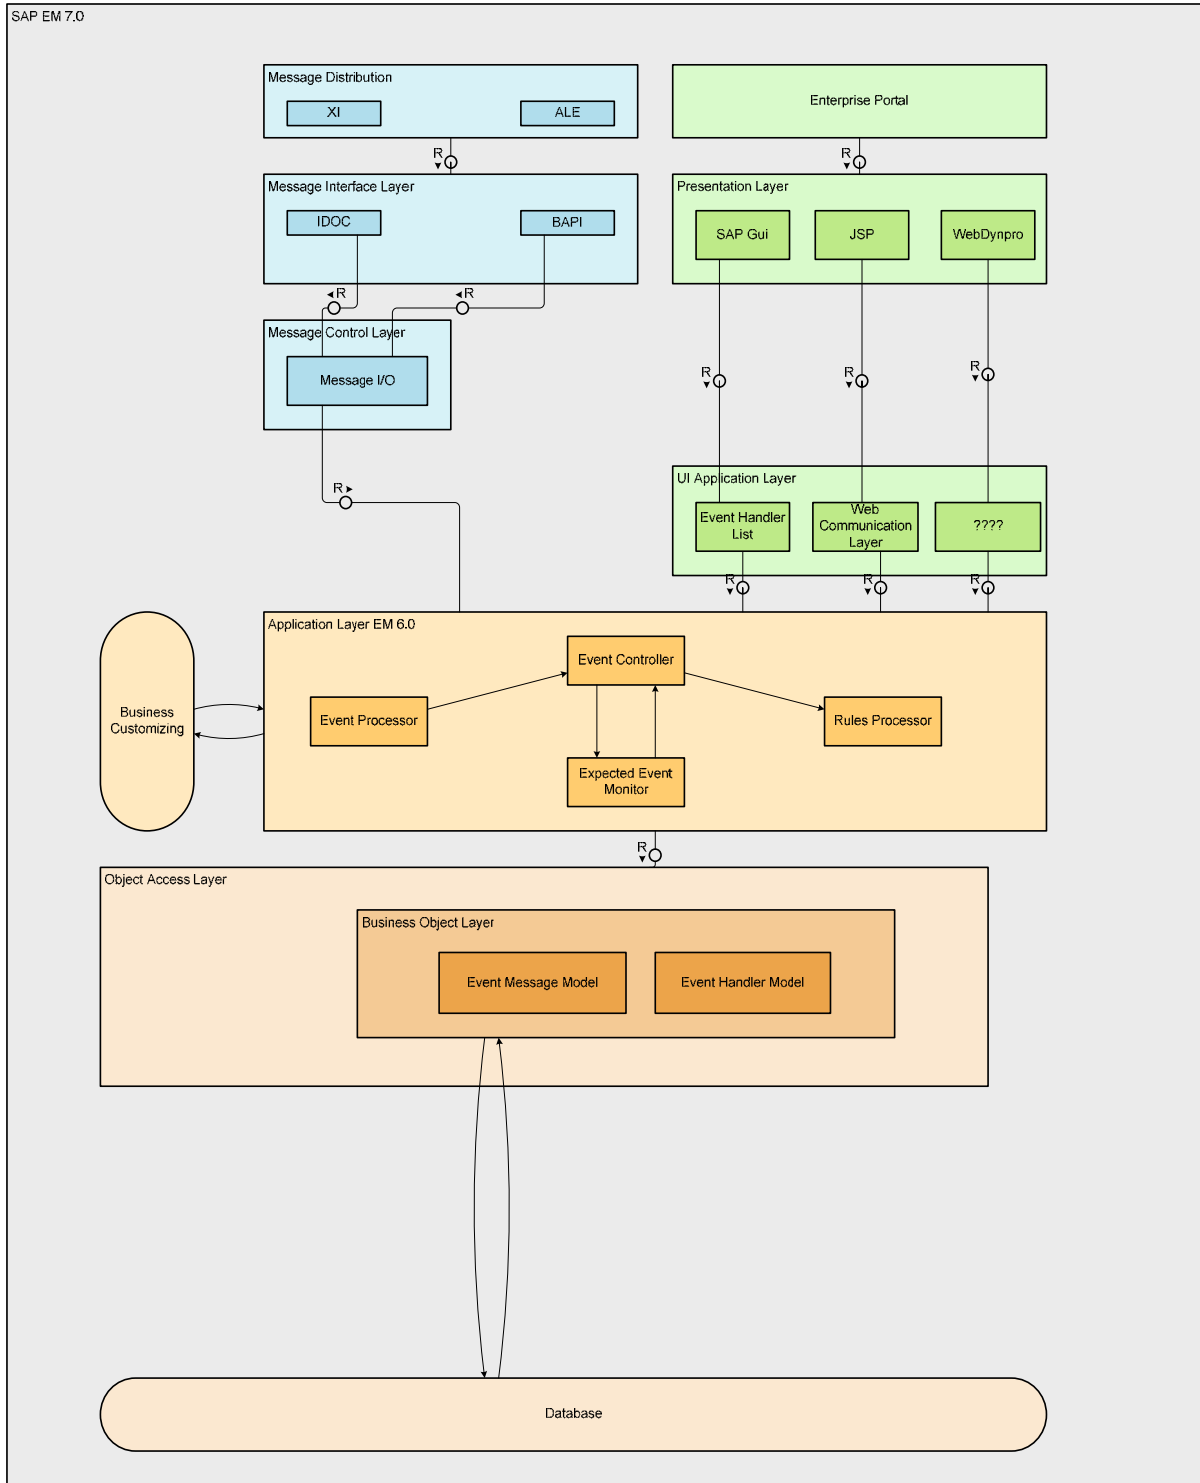 SAP EM 7.0
Message Distribution
XI
ALE
Enterprise Portal
R
R
Message Interface Layer
IDOC
BAPI
Presentation Layer
SAP Gui
JSP
WebDynpro
R
R
Message Control Layer
Message I/O
R
R
R
R
UI Application Layer
Event Handler
List
Web
Communication
Layer
????
R
R
R
Business
Customizing
Application Layer EM 6.0
Event Controller
Event Processor
Rules Processor
Expected Event
Monitor
R
Object Access Layer
Business Object Layer
Event Message Model
Event Handler Model
Database